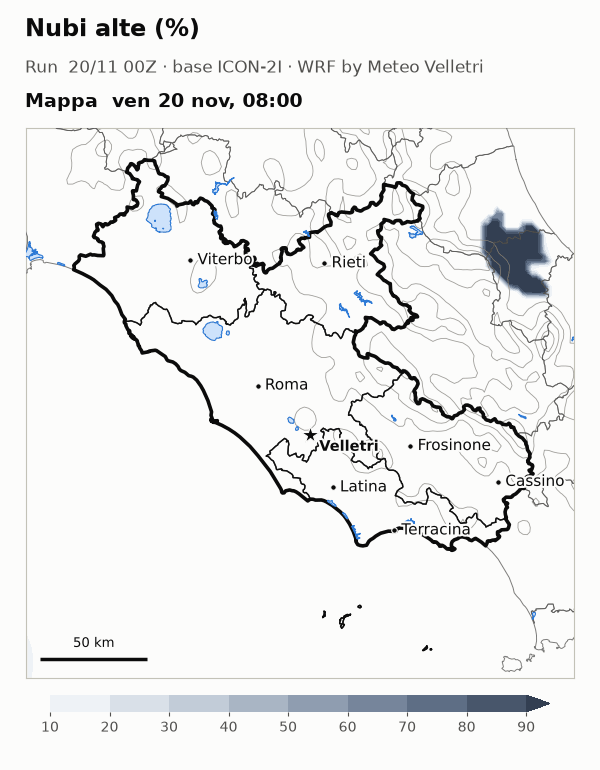 Nubi alte (%)
Run  20/11 00Z · base ICON-2I · WRF by Meteo Velletri
Mappa  ven 20 nov, 08:00
Viterbo
Rieti
Roma
Velletri
Frosinone
Latina
Cassino
Terracina
50 km
10 20 30 40 50 60 70 80 90